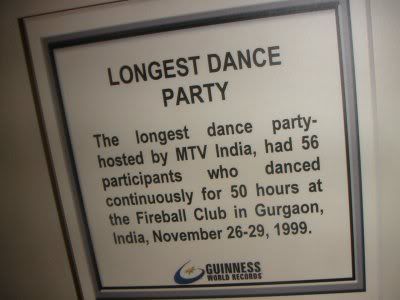 LONGEST DANCE
PARTY
The longest dance party-
hosted by MTV India, had 56
participants who danced
continuously for 50 hours at
the Fireball Club in Gurgaon,
India, November 26-29, 1999.
GUINNESS
WORLD RECORDS